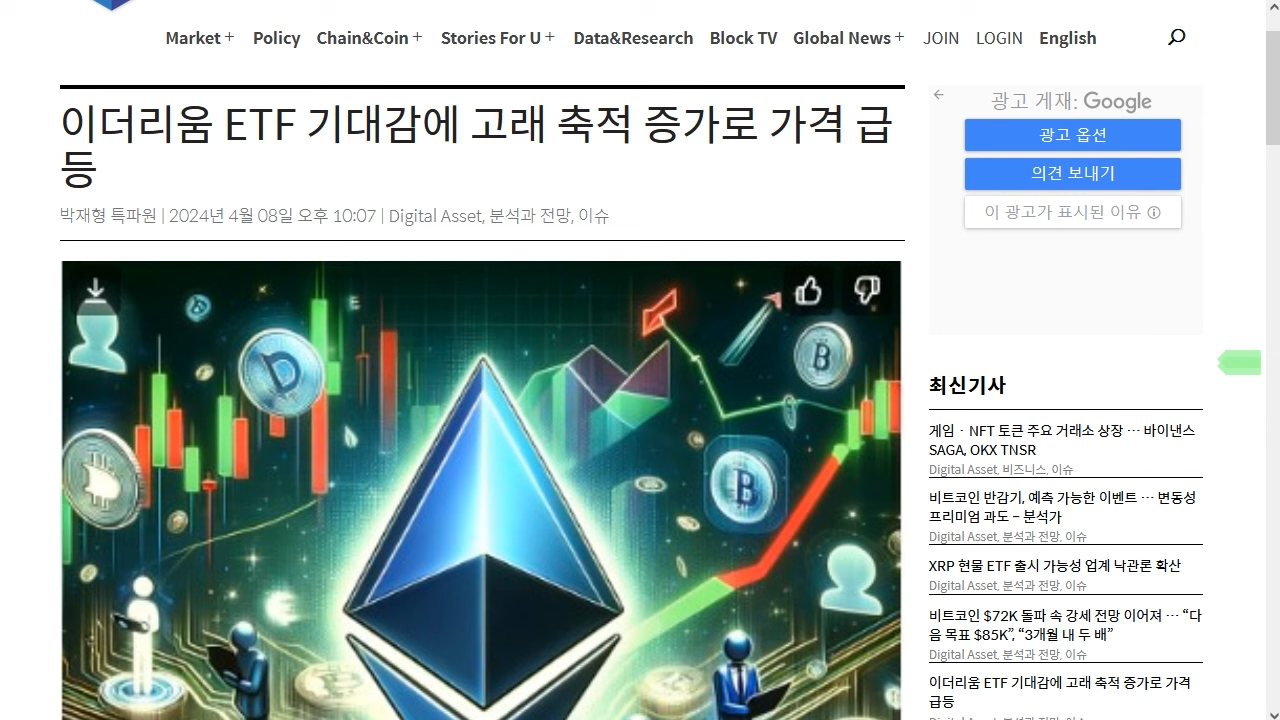 Market +
Policy
Chain&Coin +
Stories For U +
Data&Research
Block TV
Global News +
JOIN
LOGIN
English
이더리움 ETF 기대감에 고래 축적 증가로 가격 급
등
박재형 특파원 | 2024년 4월 08일 오후 10:07 | Digital Asset, 분석과 전망, 이슈
광고 게재: Google
광고 옵션
의견 보내기
이 광고가 표시된 이유
최신기사
게임 · NFT 토큰 주요 거래소 상장 … 바이낸스
SAGA, OKX TNSR
Digital Asset, 비즈니스, 이슈
비트코인 반감기, 예측 가능한 이벤트 … 변동성
프리미엄 과도 – 분석가
Digital Asset, 분석과 전망, 이슈
XRP 현물 ETF 출시 가능성 업계 낙관론 확산
Digital Asset, 분석과 전망, 이슈
비트코인 $72K 돌파 속 강세 전망 이어져 … “다
음 목표 $85K”, “3개월 내 두 배”
Digital Asset, 분석과 전망, 이슈
이더리움 ETF 기대감에 고래 축적 증가로 가격
급등